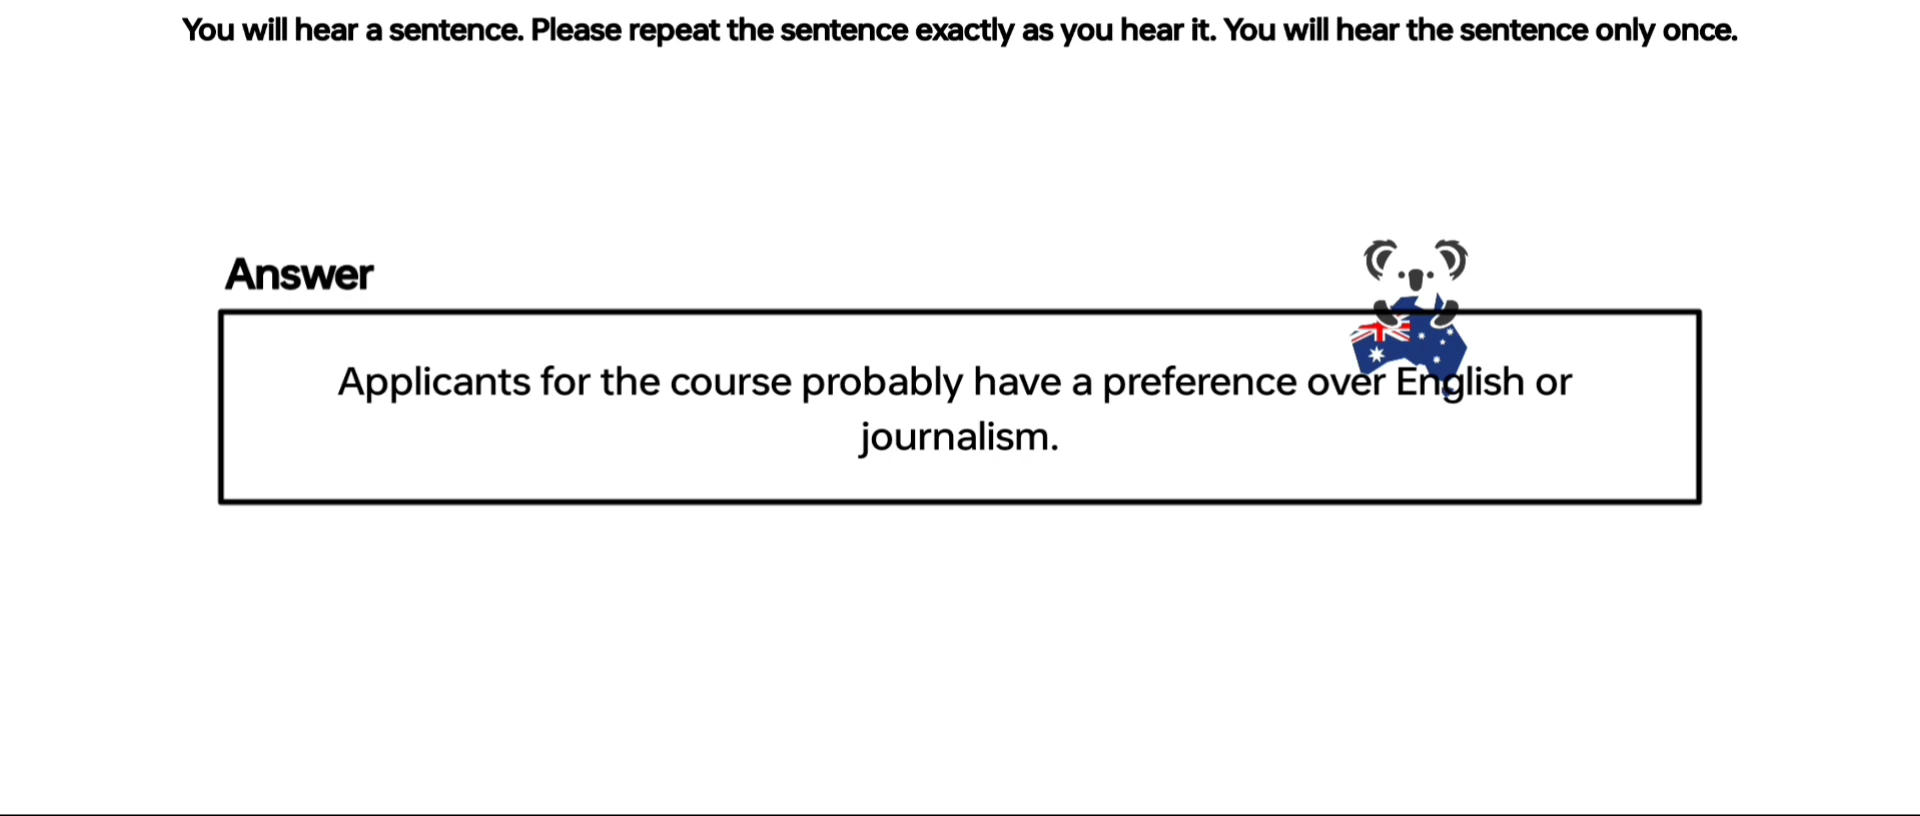 You will hear a sentence. Please repeat the sentence exactly as you hear it. You will hear the sentence only once.
Answer
Applicants for the course probably have a preference over English or
journalism.